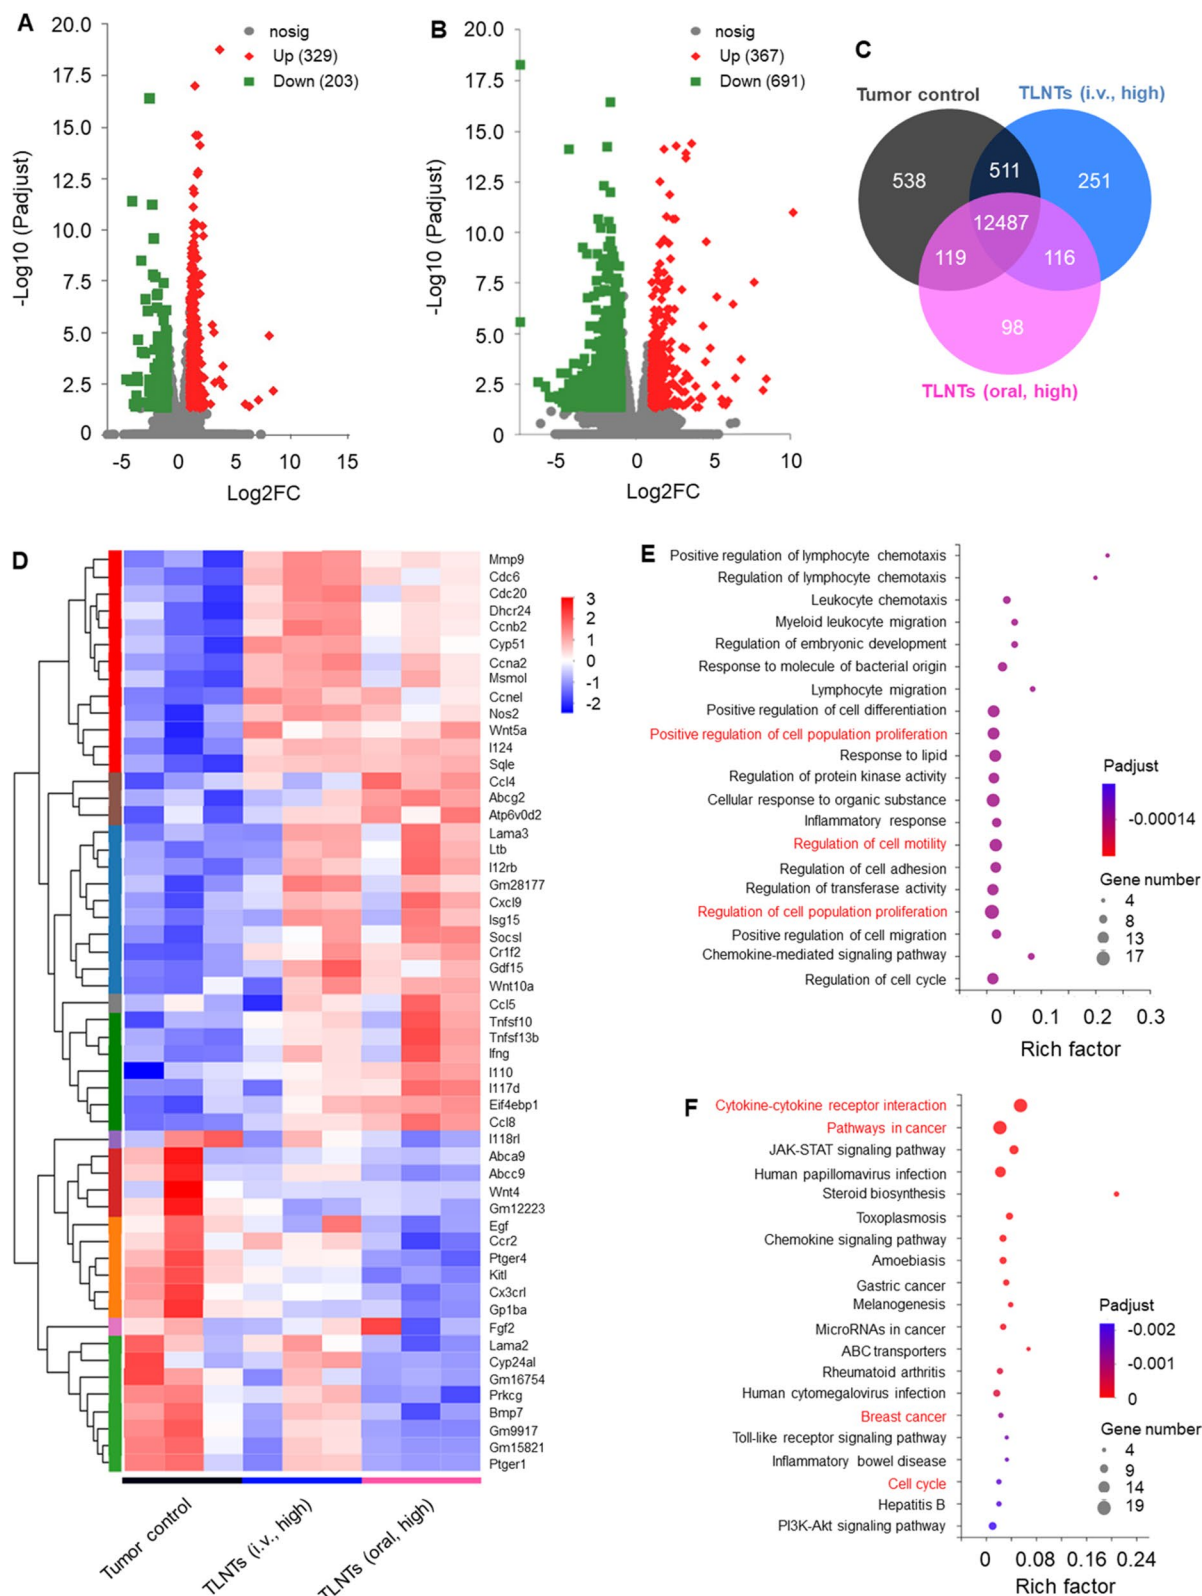 A
20.0
17.5
15.0
12.5
10.0
7.5
5.0
2.5
0
-Log10 (Padjust)
nosig
Up (329)
Down (203)
-5
0
5
10
15
Log2FC
B
20.0
17.5
15.0
12.5
10.0
7.5
5.0
2.5
0
-Log10 (Padjust)
nosig
Up (367)
Down (691)
-5
0
5
10
Log2FC
C
Tumor control
TLNTs (i.v., high)
538
511
251
12487
119
116
98
TLNTs (oral, high)
D
Mmp9
Cdc6
Cdc20
Dhcr24
Ccnb2
Cyp51
Ccna2
Msmol
Ccnel
Nos2
Wnt5a
I124
Sqle
Ccl4
Abcg2
Atp6v0d2
Lama3
Ltb
I12rb
Gm28177
Cxcl9
Isg15
Socsl
Cr1f2
Gdf15
Wnt10a
Ccl5
Tnfsf10
Tnfsf13b
Ifng
I110
I117d
Eif4ebp1
Ccl8
I118rl
Abca9
Abcc9
Wnt4
Gm12223
Egf
Ccr2
Ptger4
Kitl
Cx3crl
Gp1ba
Fgf2
Lama2
Cyp24al
Gm16754
Prkcg
Bmp7
Gm9917
Gm15821
Ptger1
3
2
1
0
-1
-2
Tumor control
TLNTs (i.v., high)
TLNTs (oral, high)
E
Positive regulation of lymphocyte chemotaxis
Regulation of lymphocyte chemotaxis
Leukocyte chemotaxis
Myeloid leukocyte migration
Regulation of embryonic development
Response to molecule of bacterial origin
Lymphocyte migration
Positive regulation of cell differentiation
Positive regulation of cell population proliferation
Response to lipid
Regulation of protein kinase activity
Cellular response to organic substance
Inflammatory response
Regulation of cell motility
Regulation of cell adhesion
Regulation of transferase activity
Regulation of cell population proliferation
Positive regulation of cell migration
Chemokine-mediated signaling pathway
Regulation of cell cycle
0
0.1
0.2
0.3
Rich factor
Padjust
-0.00014
Gene number
4
8
13
17
F
Cytokine-cytokine receptor interaction
Pathways in cancer
JAK-STAT signaling pathway
Human papillomavirus infection
Steroid biosynthesis
Toxoplasmosis
Chemokine signaling pathway
Amoebiasis
Gastric cancer
Melanogenesis
MicroRNAs in cancer
ABC transporters
Rheumatoid arthritis
Human cytomegalovirus infection
Breast cancer
Toll-like receptor signaling pathway
Inflammatory bowel disease
Cell cycle
Hepatitis B
PI3K-Akt signaling pathway
0
0.08
0.16
0.24
Rich factor
Padjust
-0.002
-0.001
0
Gene number
4
9
14
19